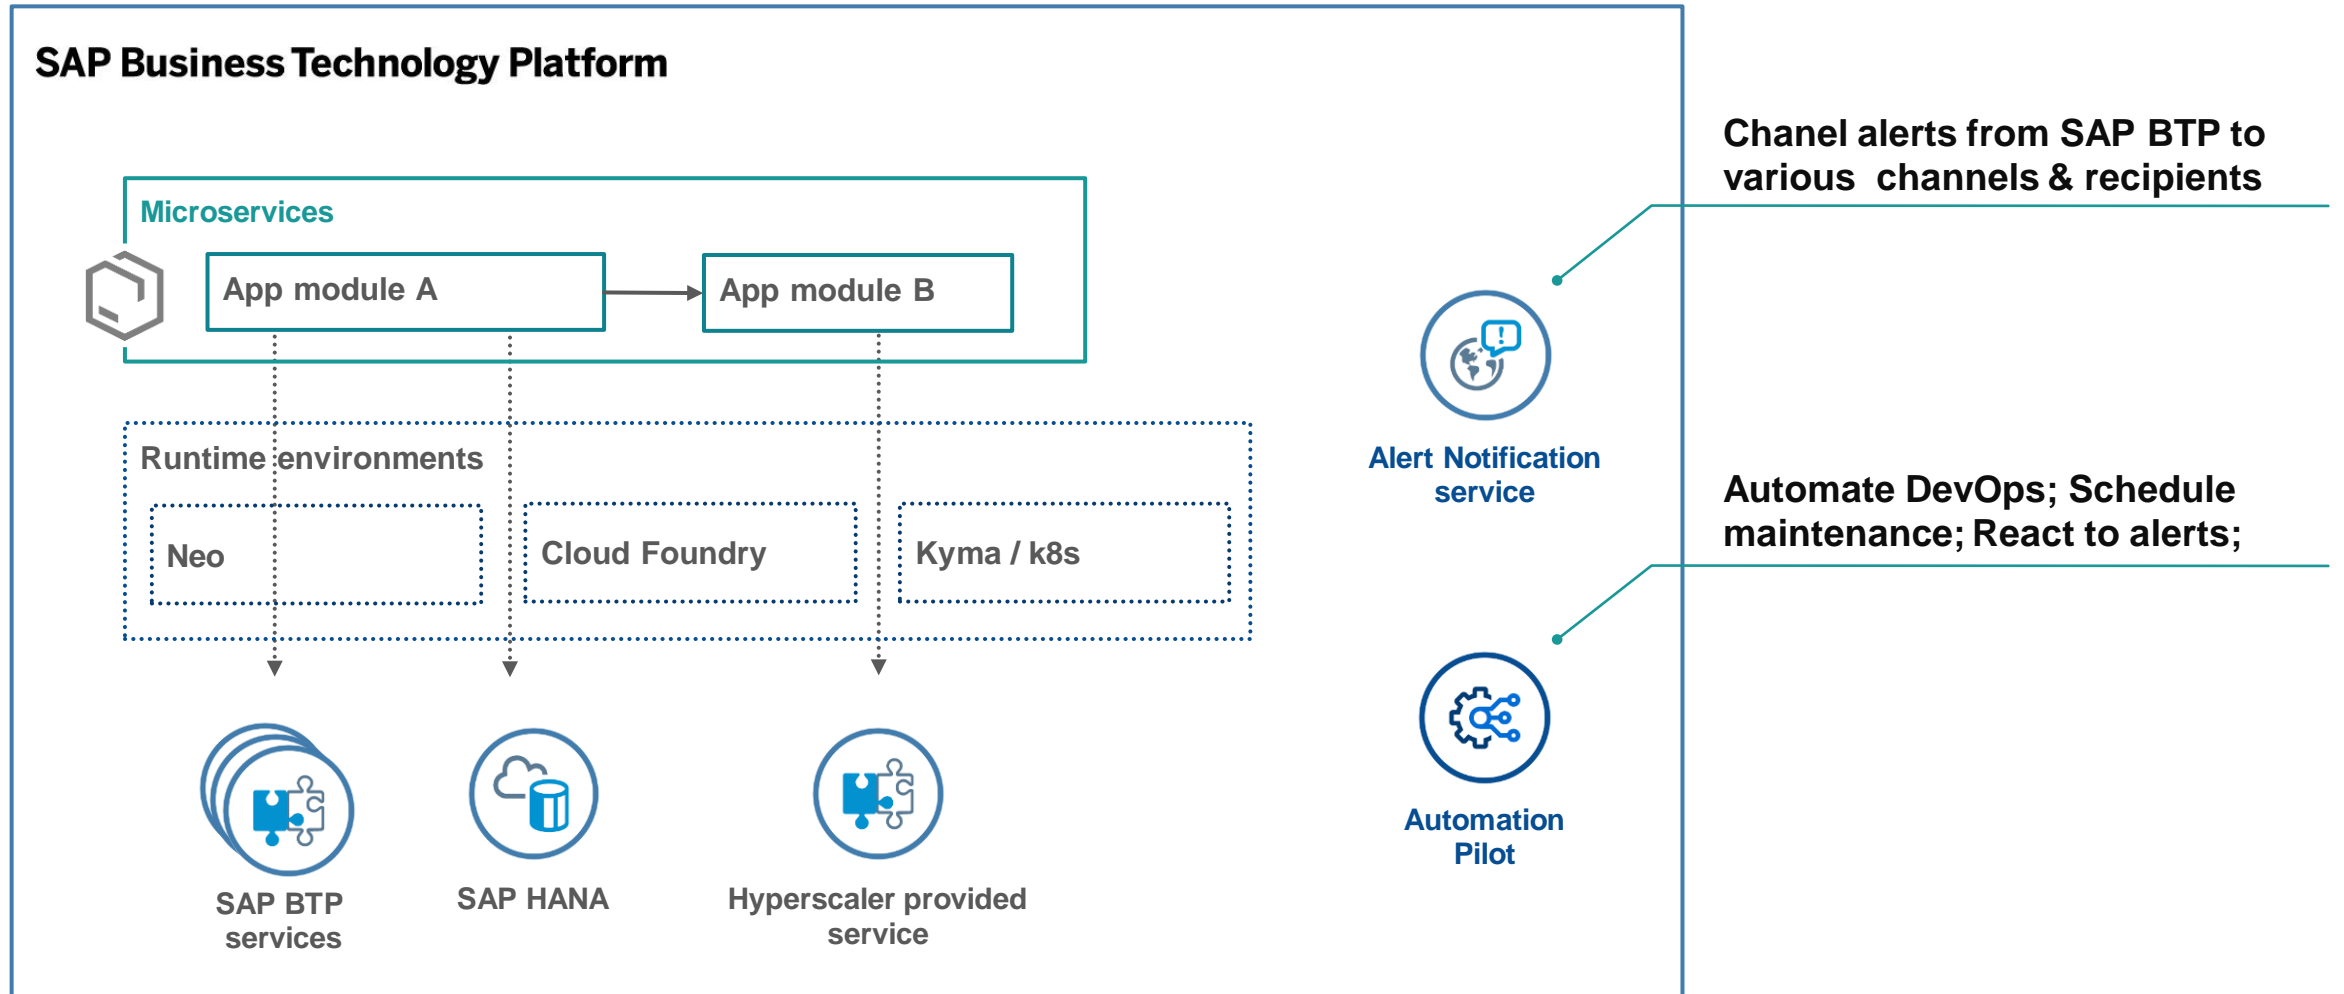 SAP Business Technology Platform
Chanel alerts from SAP BTP to
various channels & recipients
Microservices
App module A
App module B
Alert Notification
service
Runtime environments
Neo
Cloud Foundry
Kyma / k8s
Automate DevOps; Schedule
maintenance; React to alerts;
Automation
Pilot
SAP BTP
services
SAP HANA
Hyperscaler provided
service